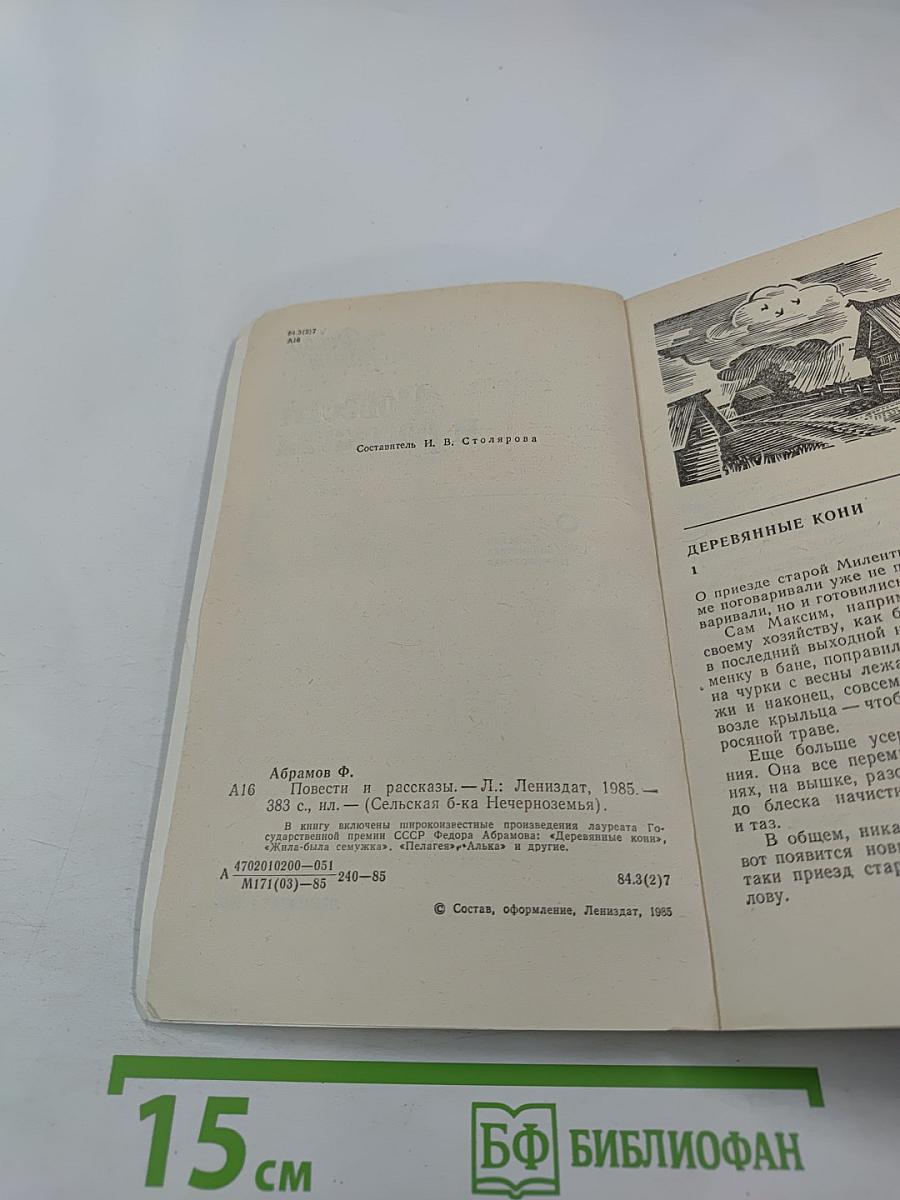 84.3(2)7
А16
Составитель И. В. Столярова
Абрамов Ф.
А16 Повести и рассказы. — Л.: Лениздат, 1985. —
383 с., ил. — (Сельская б-ка Нечерноземья).
В книгу включены широкоизвестные произведения лауреата Го-
сударственной премии СССР Федора Абрамова: «Деревянные кони»,
«Жила-была семужка», «Пелагея», «Алька» и другие.
А 4702010200—051
М171(03)—85 240—85 84.3(2)7
© Состав, оформление, Лениздат, 1985
ДЕРЕВЯННЫЕ КОНИ
1
О приезде старой Миленть
ме поговаривали уже не п
варивали, но и готовились
Сам Максим, наприм
своему хозяйству, как б
в последний выходной н
менку в бане, поправил
на чурки с весны лежа
жи и наконец, совсем
возле крыльца — чтоб
росяной траве.
Еще больше усер
ния. Она все перемы
нях, на вышке, разо
до блеска начисти
и таз.
В общем, ника
вот появится новы
таки приезд стар
лову.
15 см
БФ БИБЛИОФАН